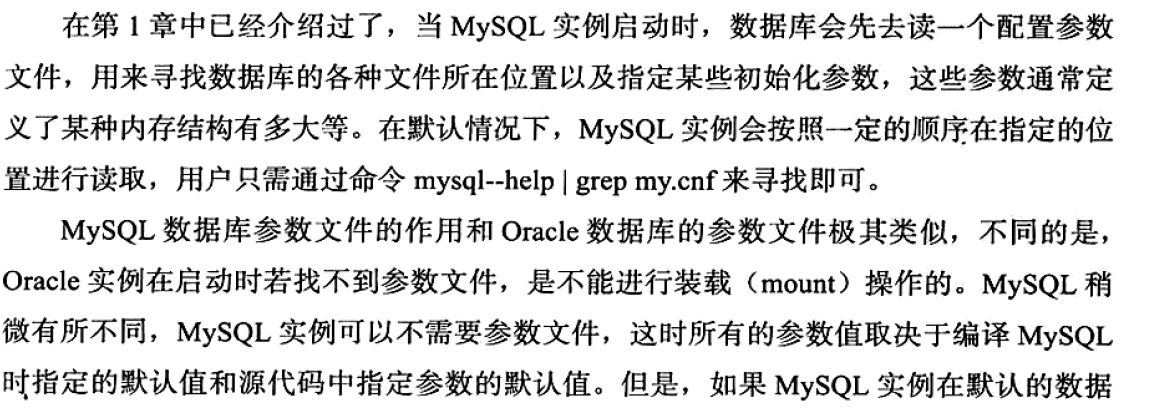 在第 1 章中已经介绍过了，当 MySQL 实例启动时，数据库会先去读一个配置参数
文件，用来寻找数据库的各种文件所在位置以及指定某些初始化参数，这些参数通常定
义了某种内存结构有多大等。在默认情况下，MySQL 实例会按照一定的顺序在指定的位
置进行读取，用户只需通过命令 mysql--help | grep my.cnf 来寻找即可。
MySQL 数据库参数文件的作用和 Oracle 数据库的参数文件极其类似，不同的是，
Oracle 实例在启动时若找不到参数文件，是不能进行装载（mount）操作的。MySQL 稍
微有所不同，MySQL 实例可以不需要参数文件，这时所有的参数值取决于编译 MySQL
时指定的默认值和源代码中指定参数的默认值。但是，如果 MySQL 实例在默认的数据